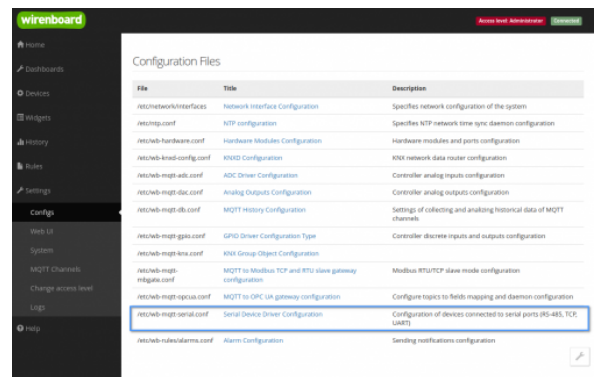 wirenboard
Access level: Administrator
Connected
Home
Dashboards
Devices
Widgets
History
Rules
Settings
Configs
Web UI
System
MQTT Channels
Change access level
Logs
Help
Configuration Files
File Title Description
/etc/network/interfaces Network Interface Configuration Specifies network configuration of the system
/etc/ntp.conf NTP configuration Specifies NTP network time sync daemon configuration
/etc/wb-hardware.conf Hardware Modules Configuration Hardware modules and ports configuration
/etc/wb-knxd-config.conf KNXD Configuration KNX network data router configuration
/etc/wb-mqtt-adc.conf ADC Driver Configuration Controller analog inputs configuration
/etc/wb-mqtt-dac.conf Analog Outputs Configuration Controller analog outputs configuration
/etc/wb-mqtt-db.conf MQTT History Configuration Settings of collecting and analizing historical data of MQTT
channels
/etc/wb-mqtt-gpio.conf GPIO Driver Configuration Type Controller discrete inputs and outputs configuration
/etc/wb-mqtt-knx.conf KNX Group Object Configuration
/etc/wb-mqtt- MQTT to Modbus TCP and RTU slave gateway Modbus RTU/TCP slave mode configuration
mbgate.conf configuration
/etc/wb-mqtt-opcua.conf MQTT to OPC UA gateway configuration Configure topics to fields mapping and daemon configuration
/etc/wb-mqtt-serial.conf Serial Device Driver Configuration Configuration of devices connected to serial ports (RS-485, TCP,
UART)
/etc/wb-rules/alarms.conf Alarm Configuration Sending notifications configuration